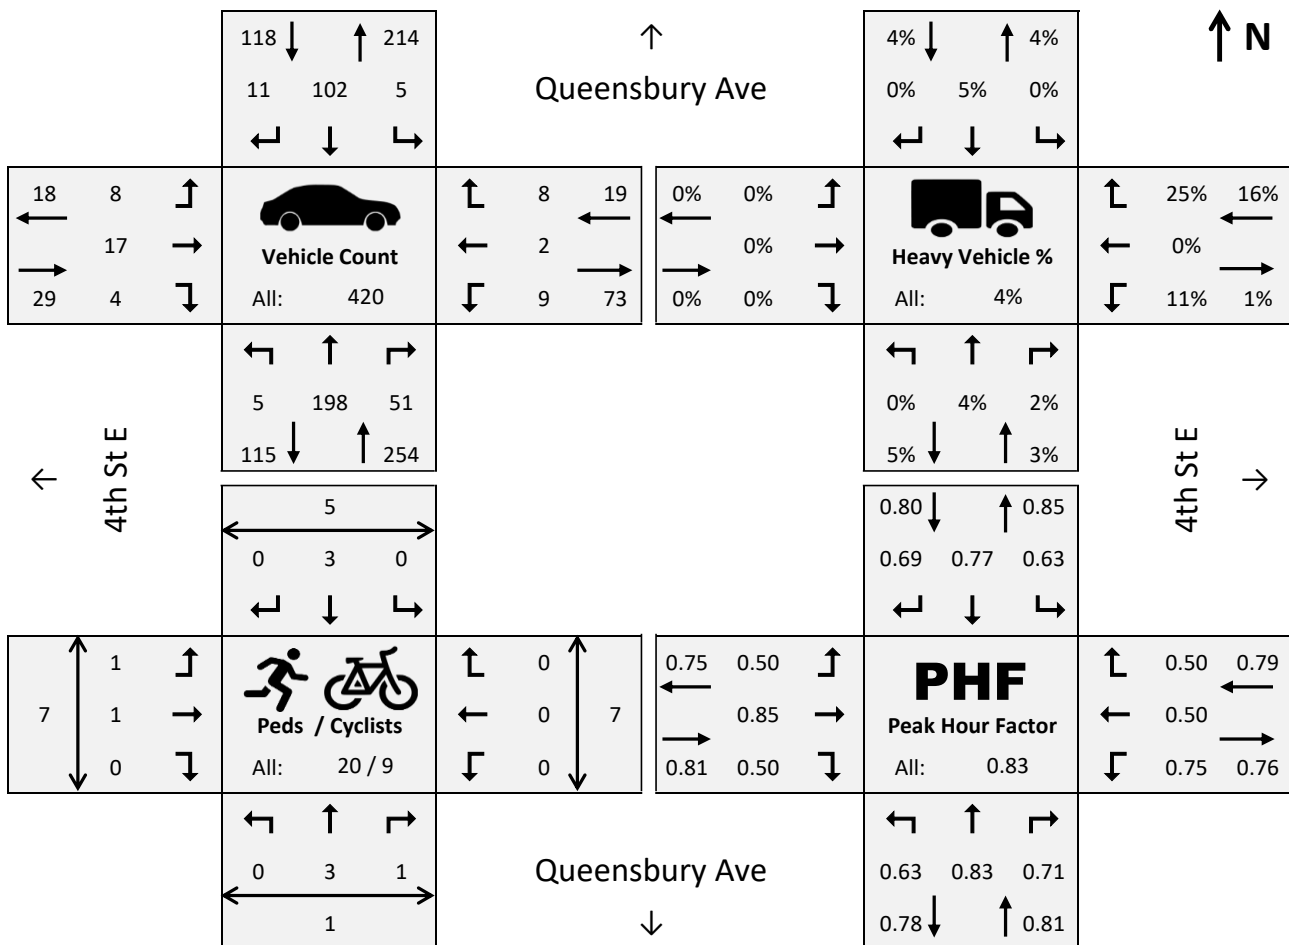 118 214 4% 4% N
Queensbury Ave
11 102 5 0% 5% 0%
18 8 8 19 0% 0% 25% 16%
17 Vehicle Count 2 0% Heavy Vehicle % 0%
29 4 All: 420 9 73 0% 0% All: 4% 11% 1%
5 198 51 0% 4% 2%
115 254 5% 3%
4th St E 4th St E
5 0.80 0.85
0 3 0 0.69 0.77 0.63
1 0 0.75 0.50 PHF 0.50 0.79
7 1 Peds / Cyclists 0 7 0.85 Peak Hour Factor 0.50
0 All: 20 / 9 0 0.81 0.50 All: 0.83 0.75 0.76
0 3 1 Queensbury Ave 0.63 0.83 0.71
1 0.78 0.81